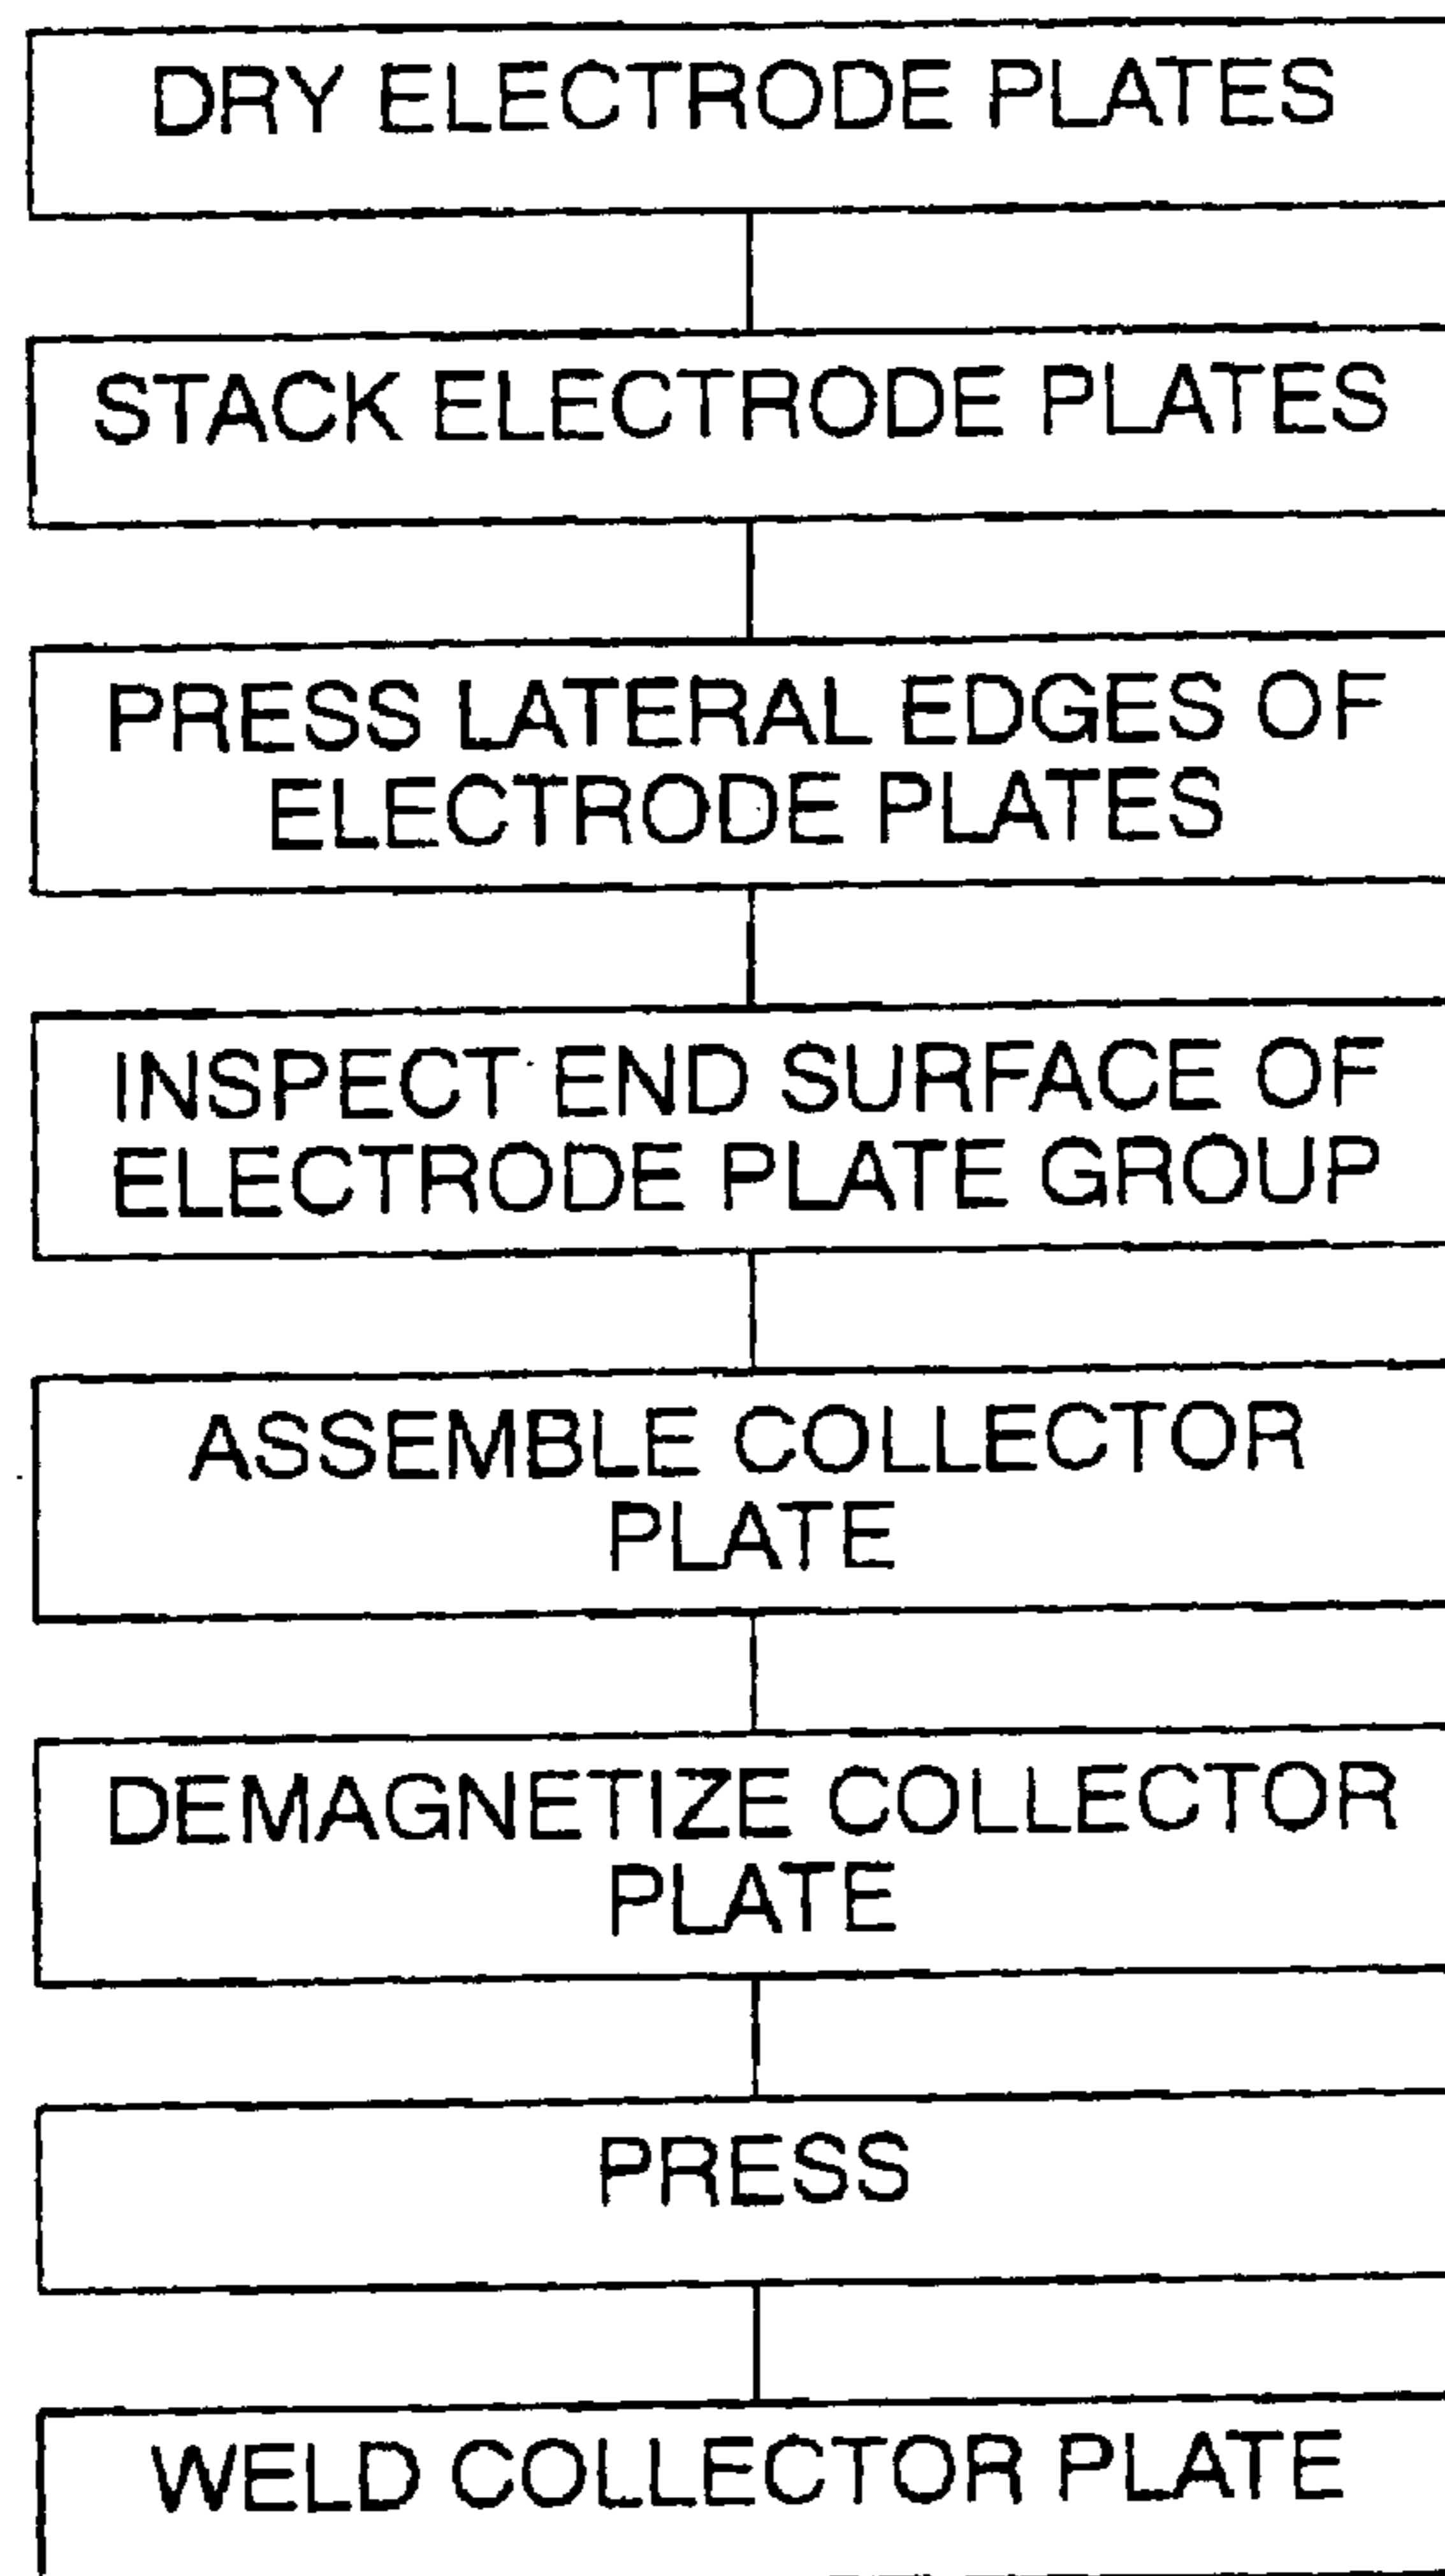 DRY ELECTRODE PLATES
STACK ELECTRODE PLATES
PRESS LATERAL EDGES OF
ELECTRODE PLATES
INSPECT END SURFACE OF
ELECTRODE PLATE GROUP
ASSEMBLE COLLECTOR
PLATE
DEMAGNETIZE COLLECTOR
PLATE
PRESS
WELD COLLECTOR PLATE